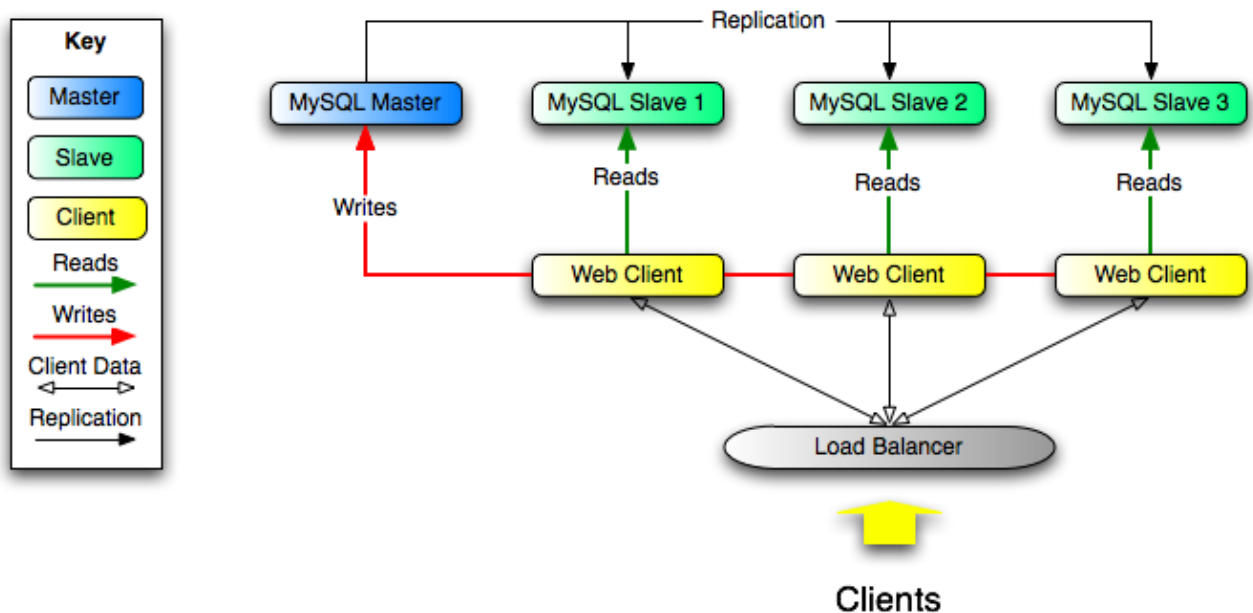 Key
Master
Slave
Client
Reads
Writes
Client Data
Replication
Replication
MySQL Master
MySQL Slave 1
MySQL Slave 2
MySQL Slave 3
Reads
Reads
Reads
Writes
Web Client
Web Client
Web Client
Load Balancer
Clients